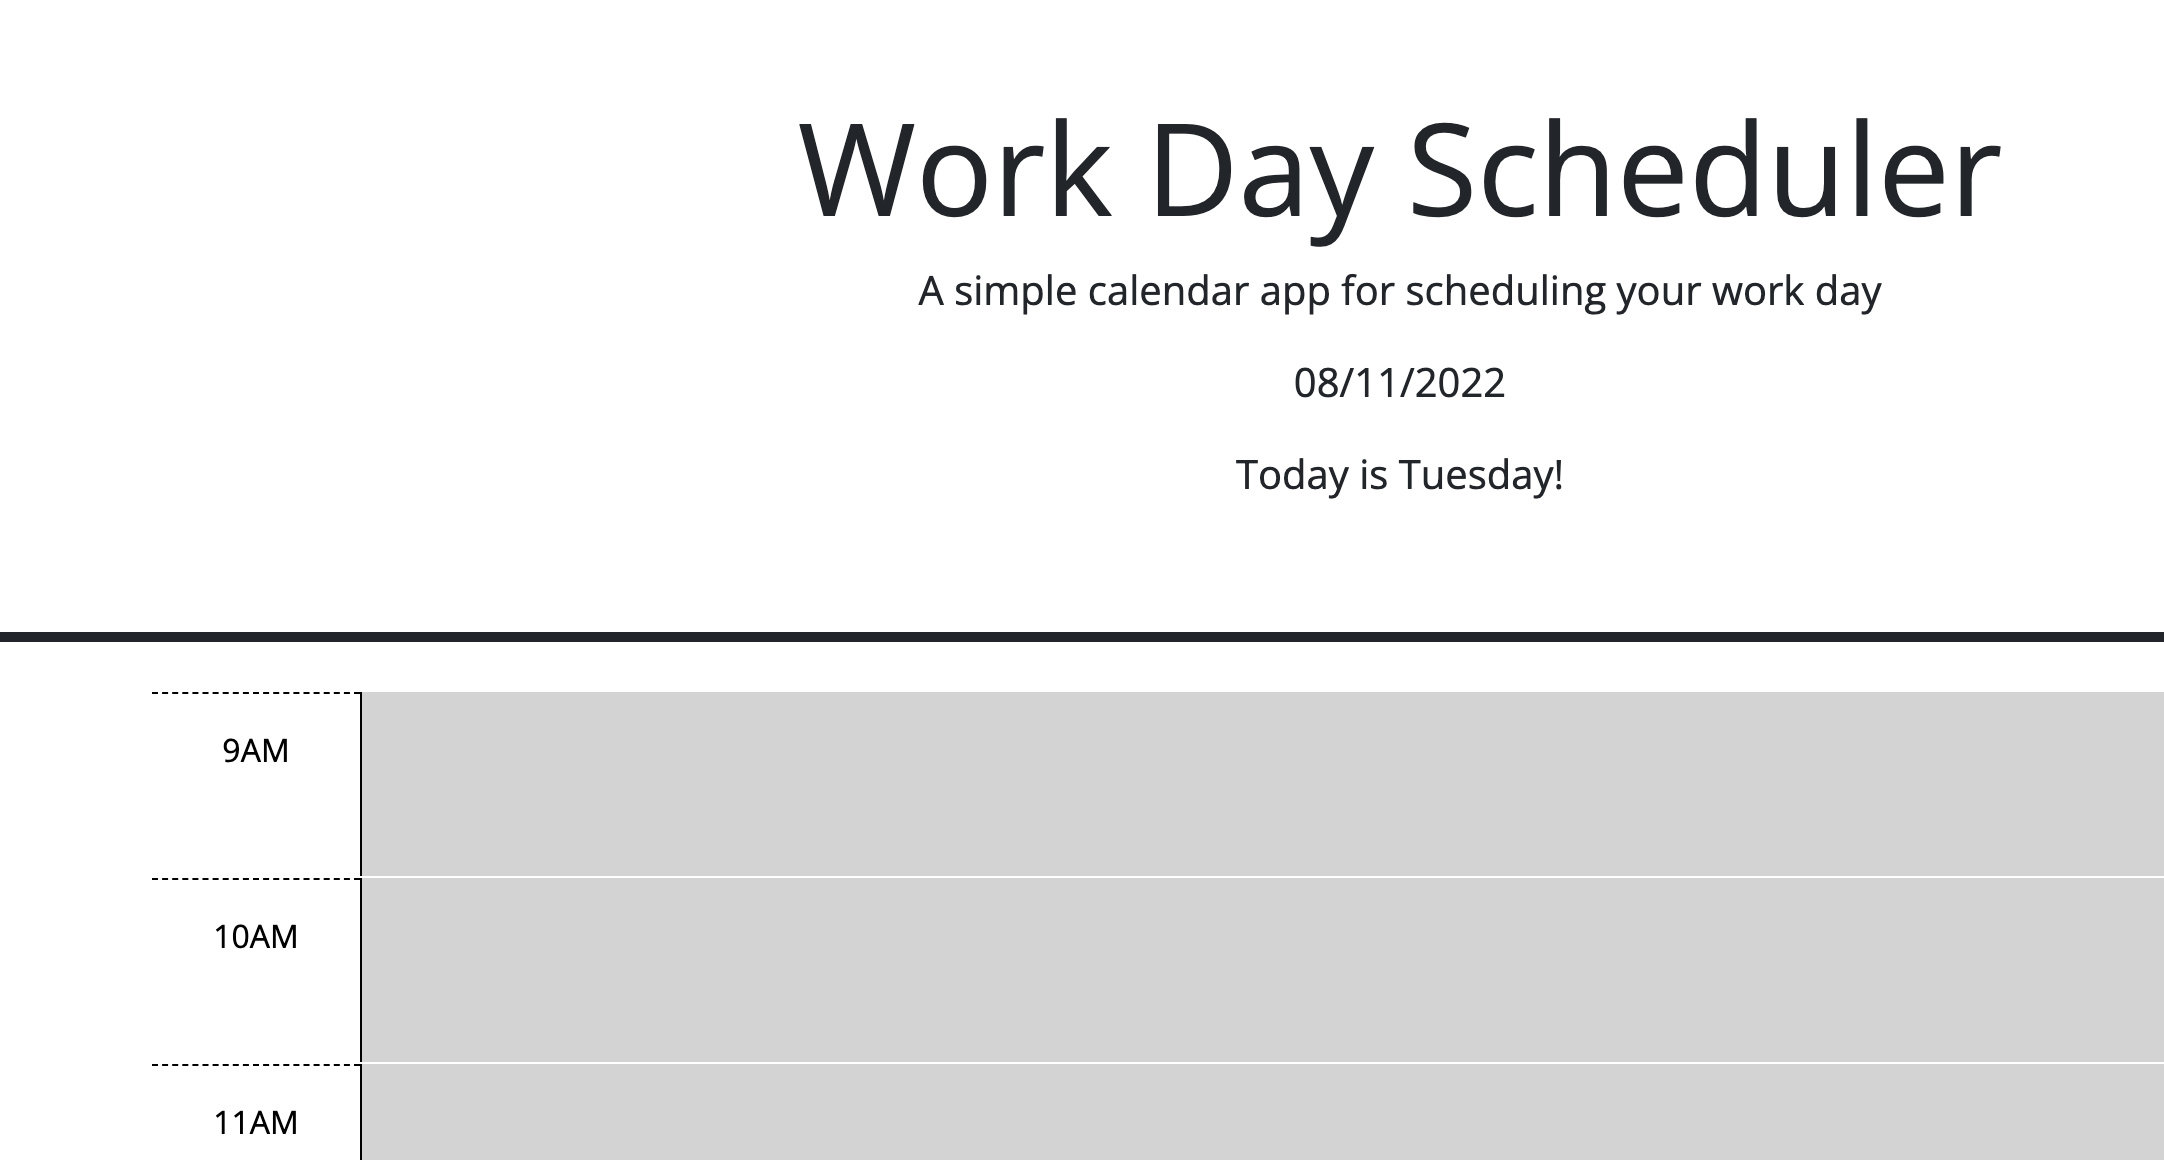 Work Day Scheduler
A simple calendar app for scheduling your work day
08/11/2022
Today is Tuesday!
9AM
10AM
11AM